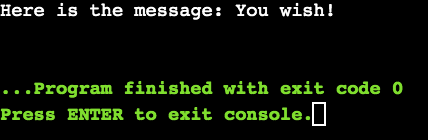 Here is the message: You wish!
...Program finished with exit code 0
Press ENTER to exit console.